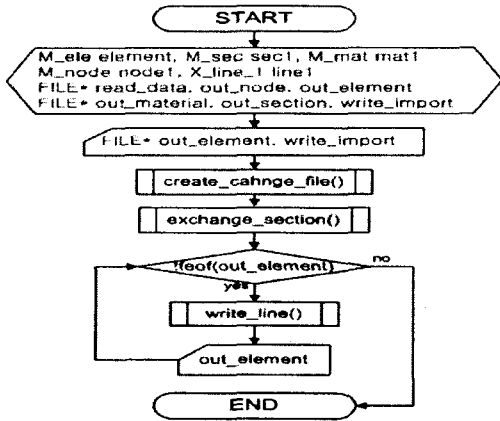 START
M_ele element, M_sec sec1, M_mat mat1
M_node node1, X_line_1 line1
FILE* read_data, out_node, out_element
FILE* out_material, out_section, write_import
FILE* out_element, write_import
create_cahnge_file()
exchange_section()
!feof(out_element)
no
yes
write_line()
out_element
END